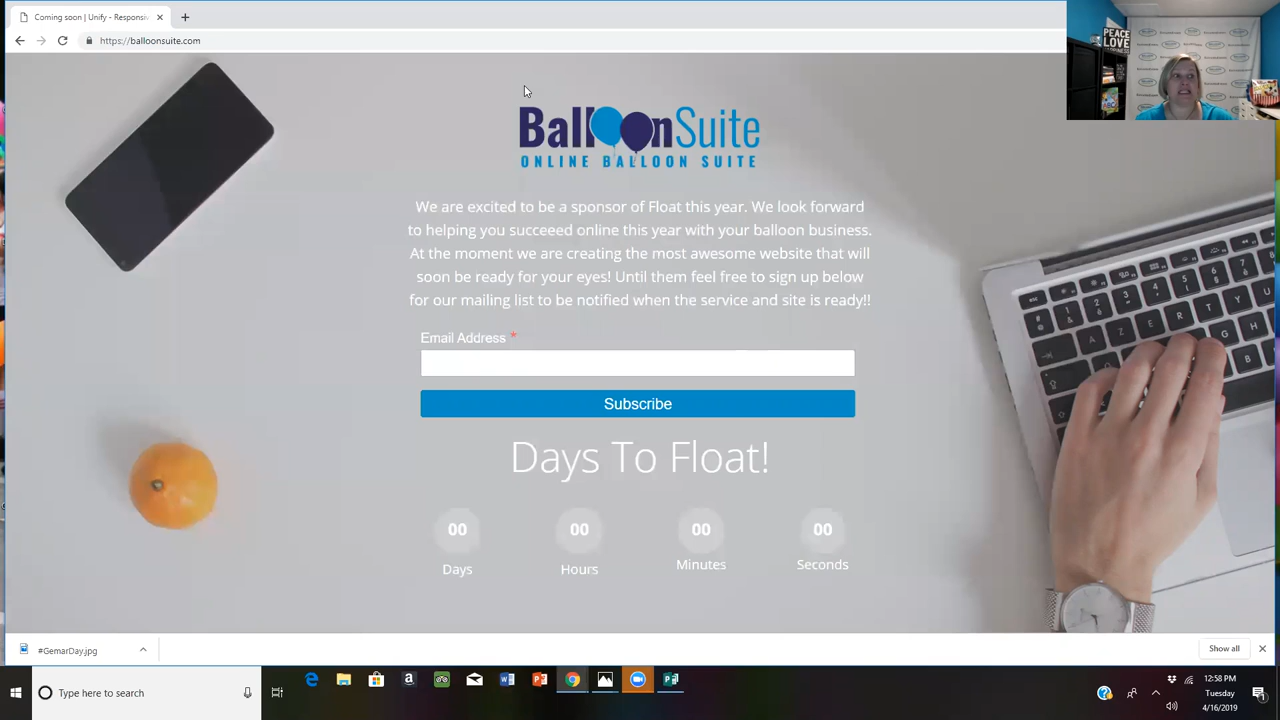 Coming soon | Unify - Responsiv
https://balloonsuite.com
PEACE
LOVE
BalloonSuite
ONLINE BALLOON SUITE
We are excited to be a sponsor of Float this year. We look forward
to helping you succeeed online this year with your balloon business.
At the moment we are creating the most awesome website that will
soon be ready for your eyes! Until them feel free to sign up below
for our mailing list to be notified when the service and site is ready!!
Email Address *
Subscribe
Days To Float!
00 00 00 00
Days Hours Minutes Seconds
#GemarDay.jpg
Show all
Type here to search
12:58 PM
Tuesday
4/16/2019